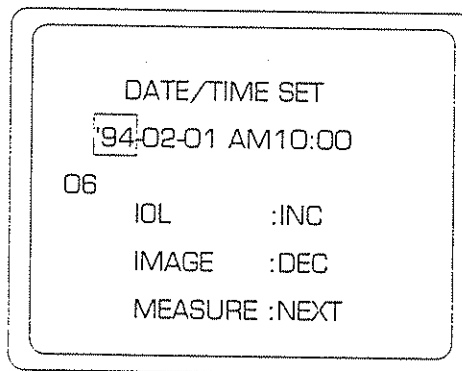 DATE/TIME SET
'94-02-01 AM10:00
06
IOL :INC
IMAGE :DEC
MEASURE :NEXT